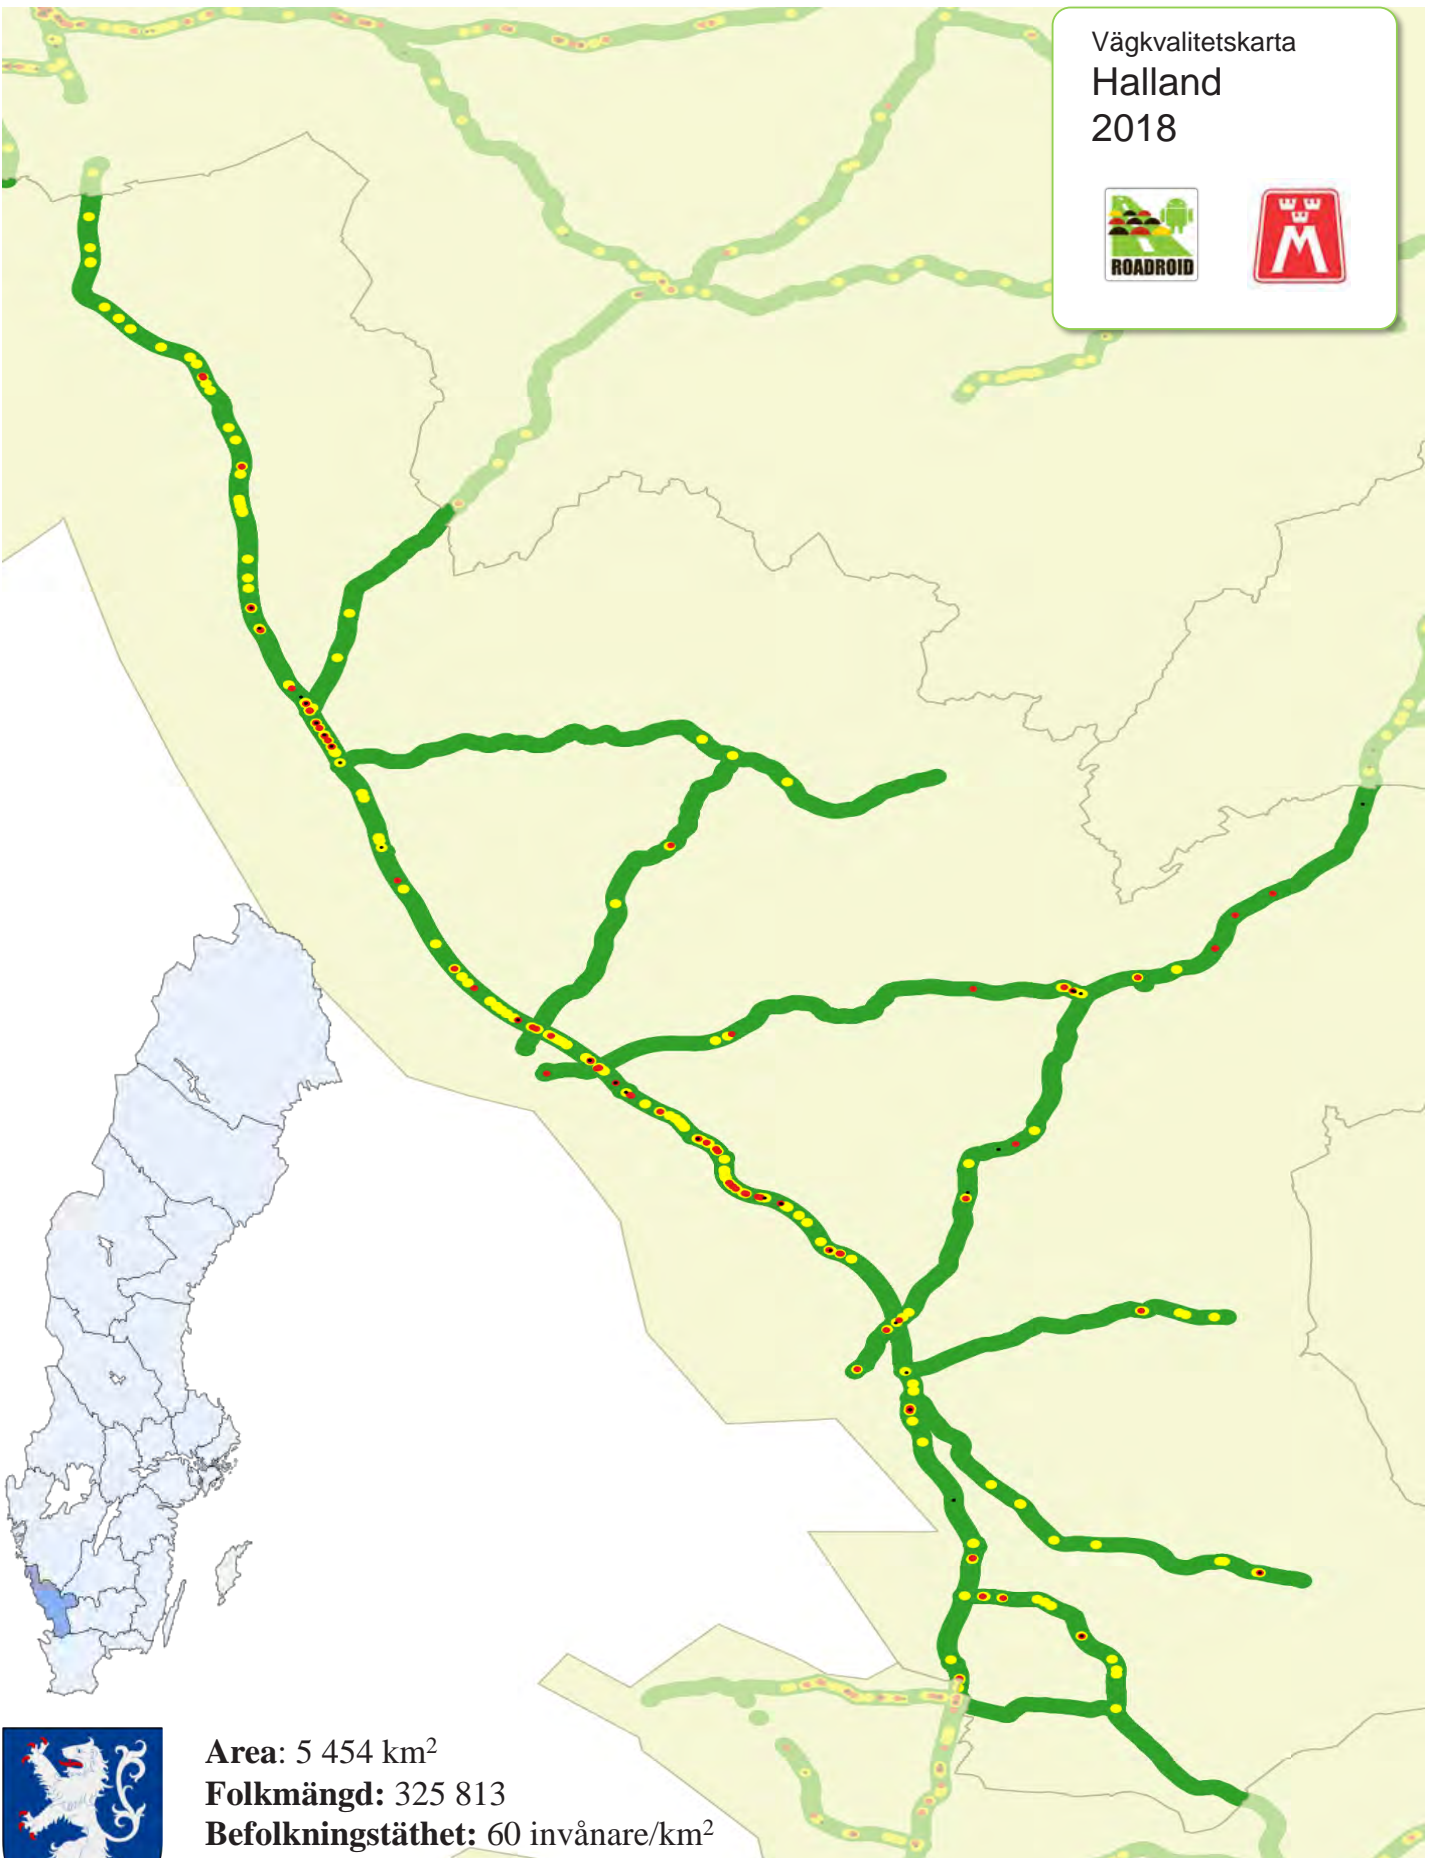 Vägkvalitetskarta
Halland
2018
ROADROID
M
Area: 5 454 km²
Folkmängd: 325 813
Befolkningstäthet: 60 invånare/km²